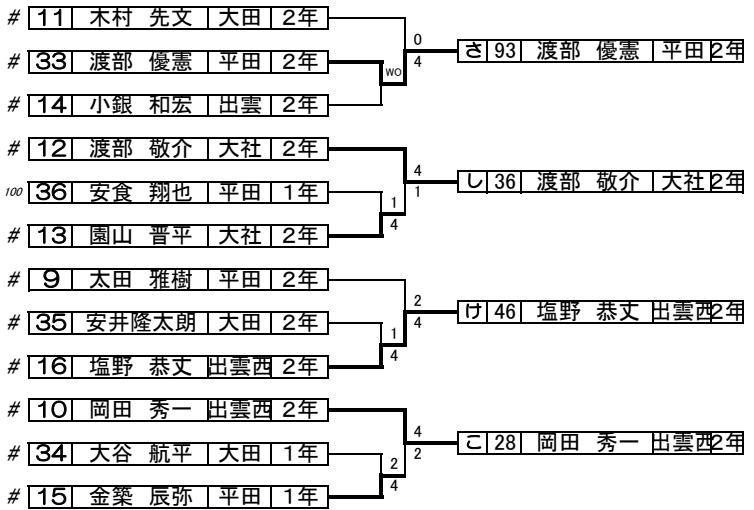 # 11 木村 先文 大田 2年
0
さ 93 渡部 優憲 平田 2年
# 33 渡部 優憲 平田 2年
4
WO
# 14 小銀 和宏 出雲 2年
# 12 渡部 敬介 大社 2年
4
し 36 渡部 敬介 大社 2年
100 36 安食 翔也 平田 1年
1
1
# 13 園山 晋平 大社 2年
4
# 9 太田 雅樹 平田 2年
2
け 46 塩野 恭丈 出雲西 2年
# 35 安井隆太朗 大田 2年
4
1
# 16 塩野 恭丈 出雲西 2年
4
# 10 岡田 秀一 出雲西 2年
4
こ 28 岡田 秀一 出雲西 2年
# 34 大谷 航平 大田 1年
2
2
# 15 金築 辰弥 平田 1年
4